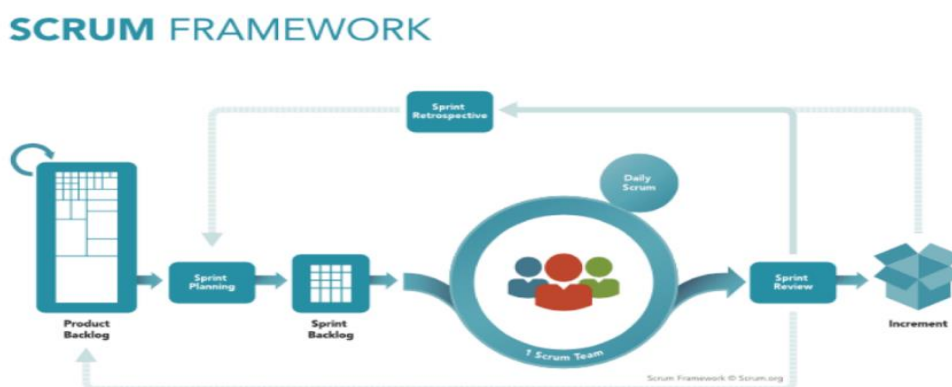 SCRUM FRAMEWORK
Sprint
Retrospective
Daily
Scrum
Sprint
Planning
Sprint
Review
Product
Backlog
Sprint
Backlog
1 Scrum Team
Increment
Scrum Framework © Scrum.org